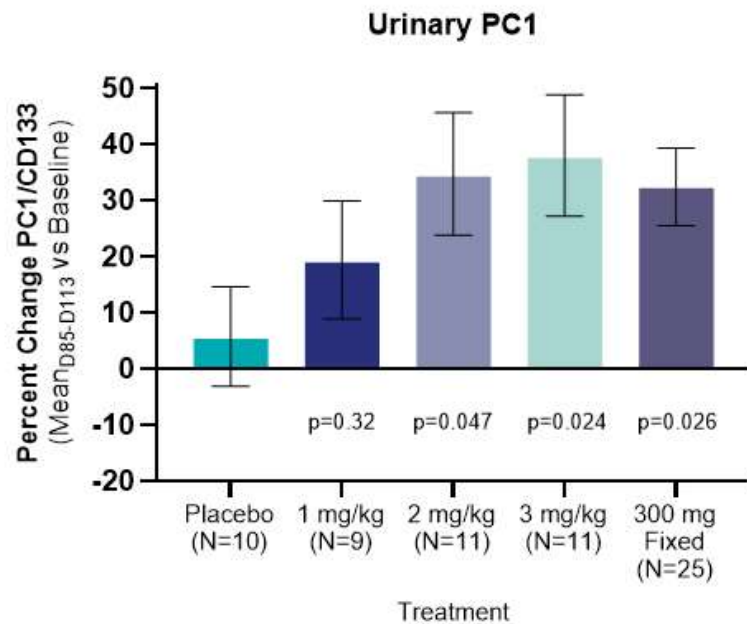 Urinary PC1
Percent Change PC1/CD133
(Mean D85-D113 vs Baseline)
50
40
30
20
10
0
-10
-20
p=0.32 p=0.047 p=0.024 p=0.026
Placebo 1 mg/kg 2 mg/kg 3 mg/kg 300 mg
(N=10) (N=9) (N=11) (N=11) Fixed
(N=25)
Treatment